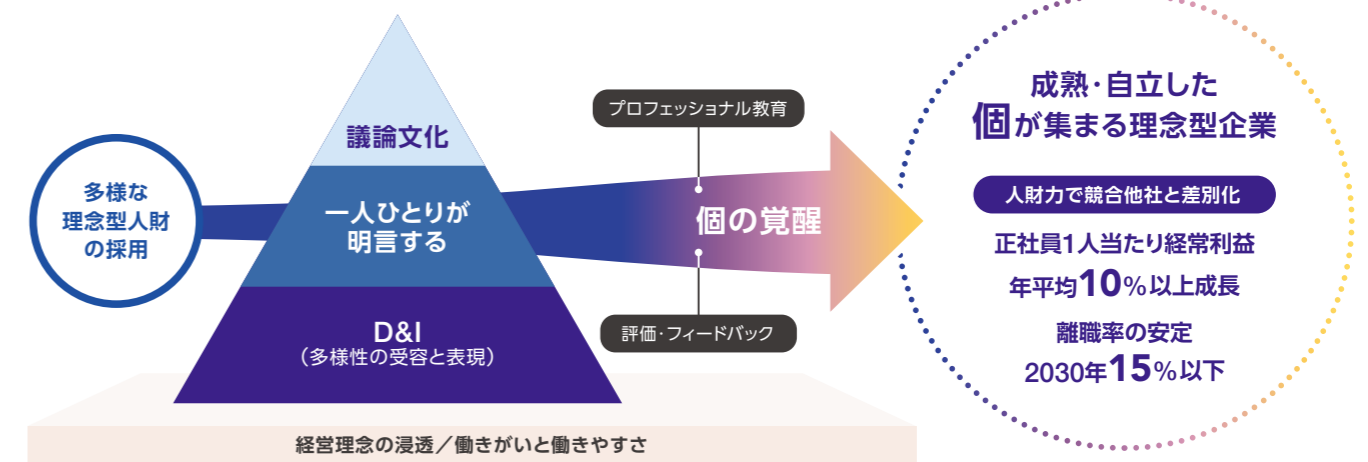 多様な
理念型人財
の採用
議論文化
一人ひとりが
明言する
D&I
（多様性の受容と表現）
プロフェッショナル教育
個の覚醒
評価・フィードバック
経営理念の浸透／働きがいと働きやすさ
成熟・自立した
個が集まる理念型企業
人財力で競合他社と差別化
正社員1人当たり経常利益
年平均10％以上成長
離職率の安定
2030年15％以下